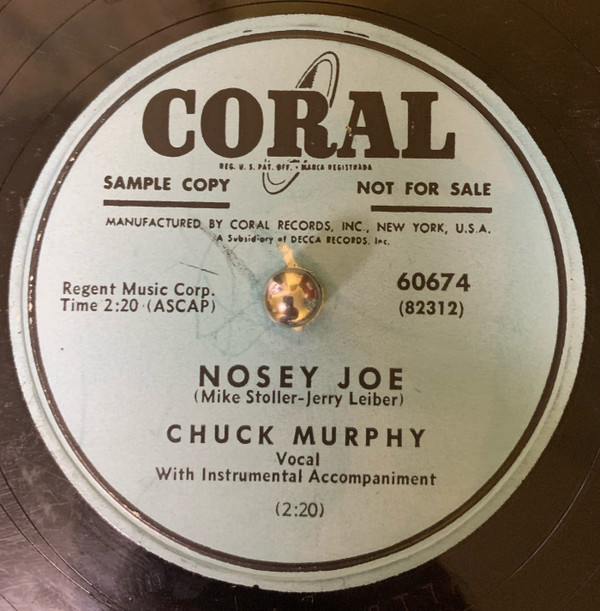 CORAL
REG. U. S. PAT. OFF. • MARCA REGISTRADA
SAMPLE COPY
NOT FOR SALE
MANUFACTURED BY CORAL RECORDS, INC., NEW YORK, U.S.A.
A Subsidiary of DECCA RECORDS, Inc.
Regent Music Corp.
Time 2:20 (ASCAP)
60674
(82312)
NOSEY JOE
(Mike Stoller-Jerry Leiber)
CHUCK MURPHY
Vocal
With Instrumental Accompaniment
(2:20)